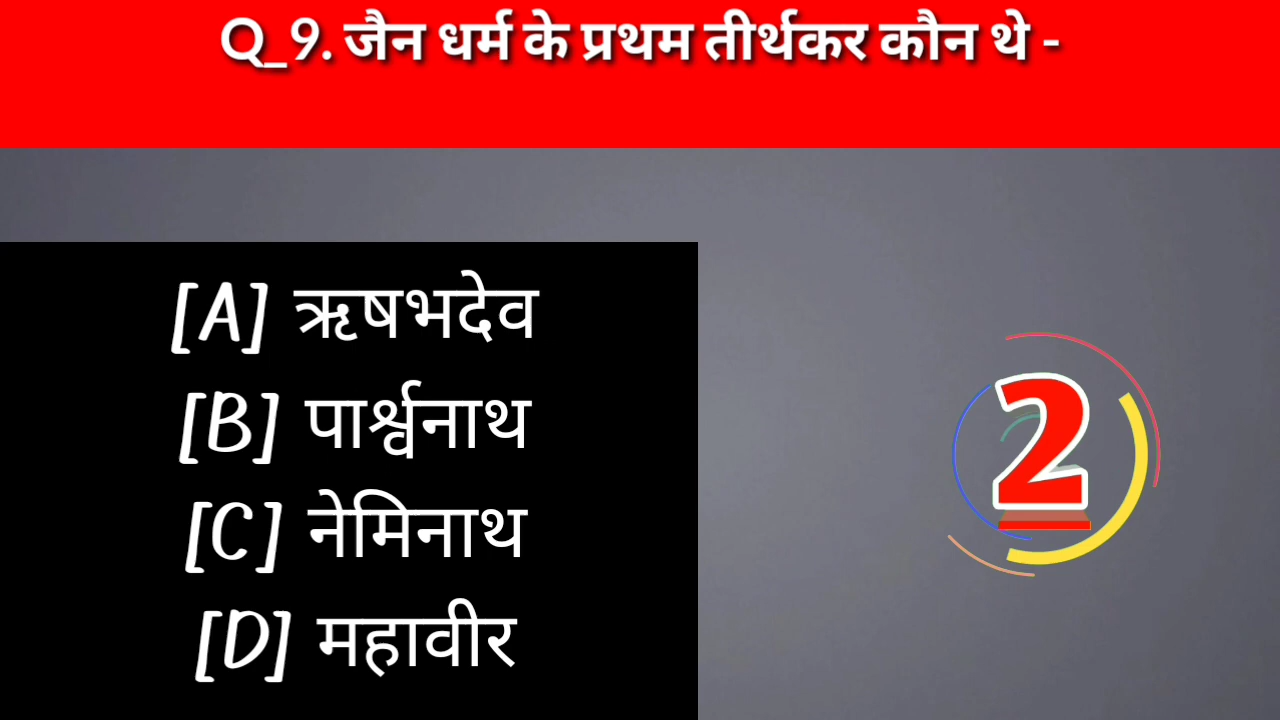 Q_9. जैन धर्म के प्रथम तीर्थकर कौन थे -
[A] ऋषभदेव
[B] पार्श्वनाथ
[C] नेमिनाथ
[D] महावीर
2